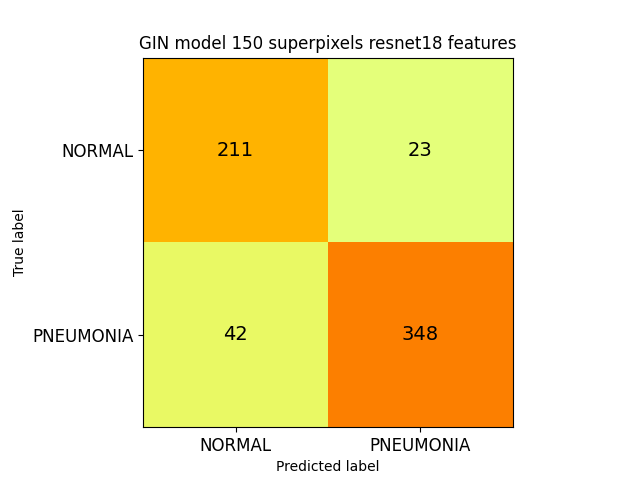 GIN model 150 superpixels resnet18 features
NORMAL
211
23
True label
PNEUMONIA
42
348
NORMAL
PNEUMONIA
Predicted label